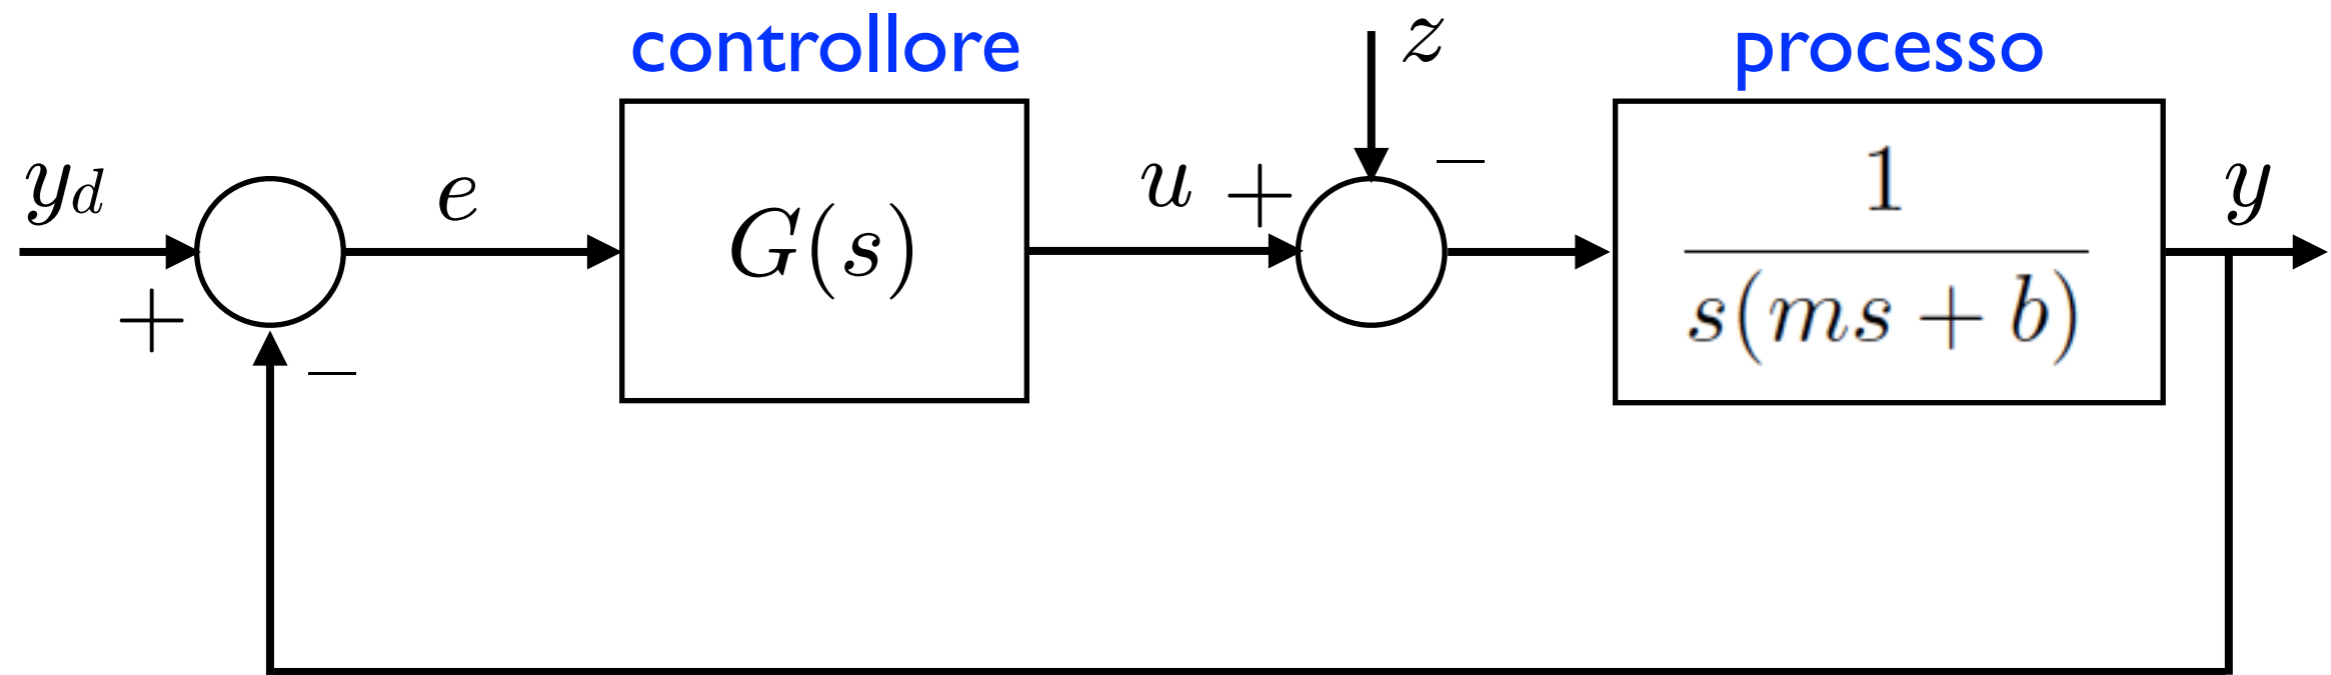 controllore
z
processo
y_d
e
G(s)
u +
−
1
s(ms + b)
y
+
−